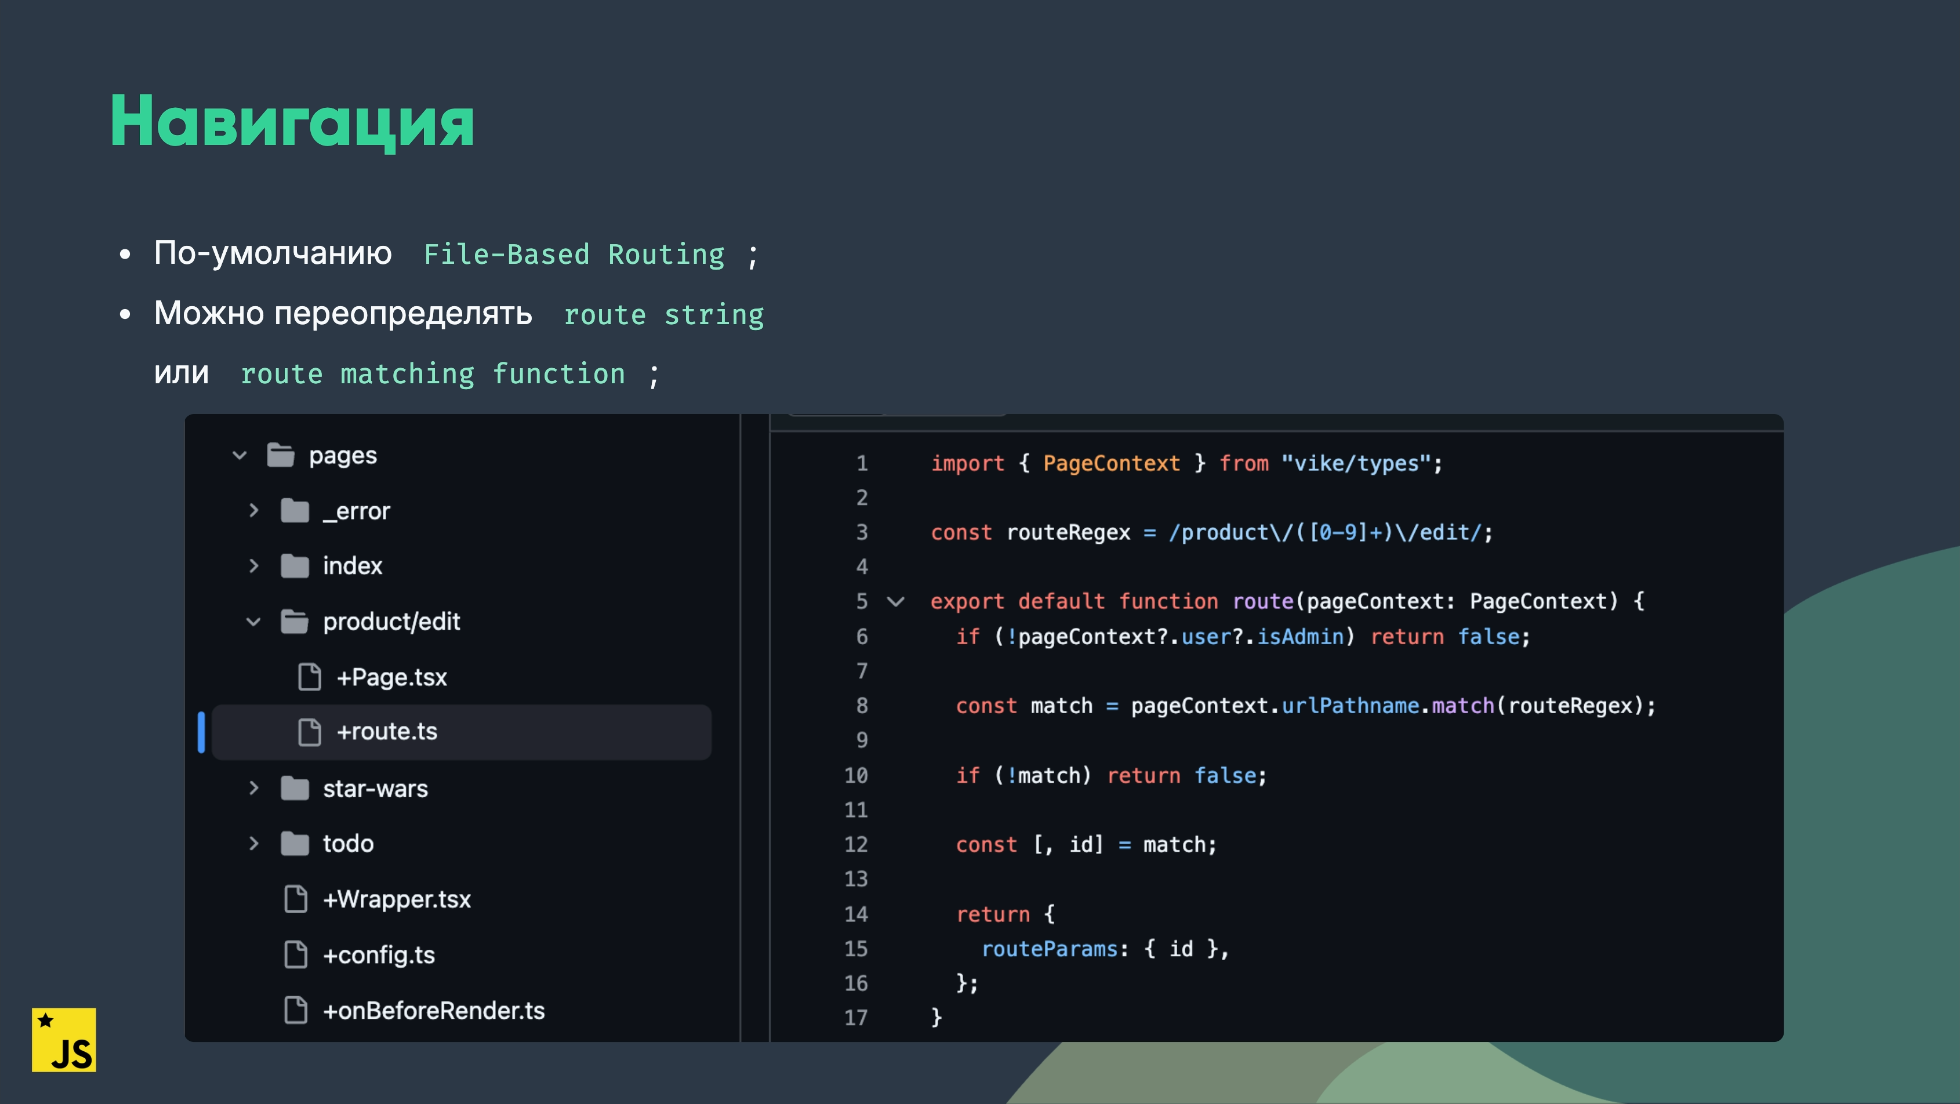 Навигация
• По-умолчанию File-Based Routing ;
• Можно переопределять route string
или route matching function ;
pages
_error
index
product/edit
+Page.tsx
+route.ts
star-wars
todo
+Wrapper.tsx
+config.ts
+onBeforeRender.ts
1 import { PageContext } from "vike/types";
2
3 const routeRegex = /product\/([0-9]+)\/edit/;
4
5 export default function route(pageContext: PageContext) {
6 if (!pageContext?.user?.isAdmin) return false;
7
8 const match = pageContext.urlPathname.match(routeRegex);
9
10 if (!match) return false;
11
12 const [, id] = match;
13
14 return {
15 routeParams: { id },
16 };
17 }
JS